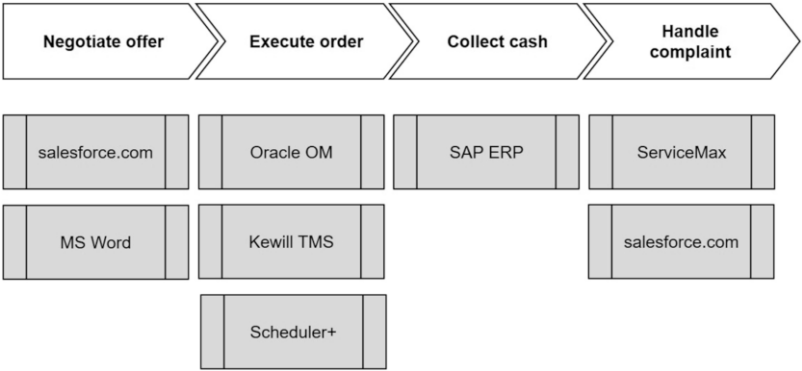 Negotiate offer
Execute order
Collect cash
Handle
complaint
salesforce.com
Oracle OM
SAP ERP
ServiceMax
MS Word
Kewill TMS
salesforce.com
Scheduler+